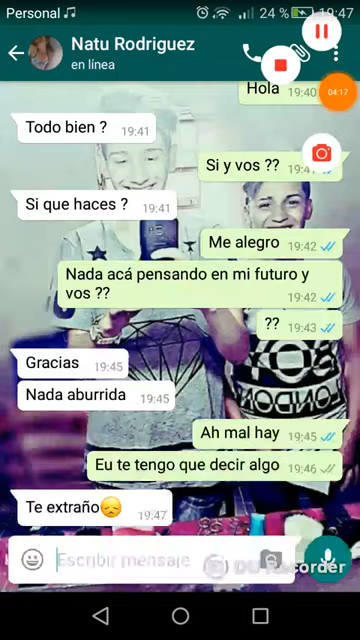 Personal
24 %
19:47
Natu Rodriguez
en línea
04:17
Hola 19:40
Todo bien ? 19:41
Si y vos ??
Si que haces ? 19:41
Me alegro 19:42
Nada acá pensando en mi futuro y
vos ??
19:42
?? 19:43
Gracias 19:45
Nada aburrida 19:45
Ah mal hay 19:45
Eu te tengo que decir algo 19:46
Te extraño😞 19:47
Escribir mensaje
DU Recorder
BOY
LONDON